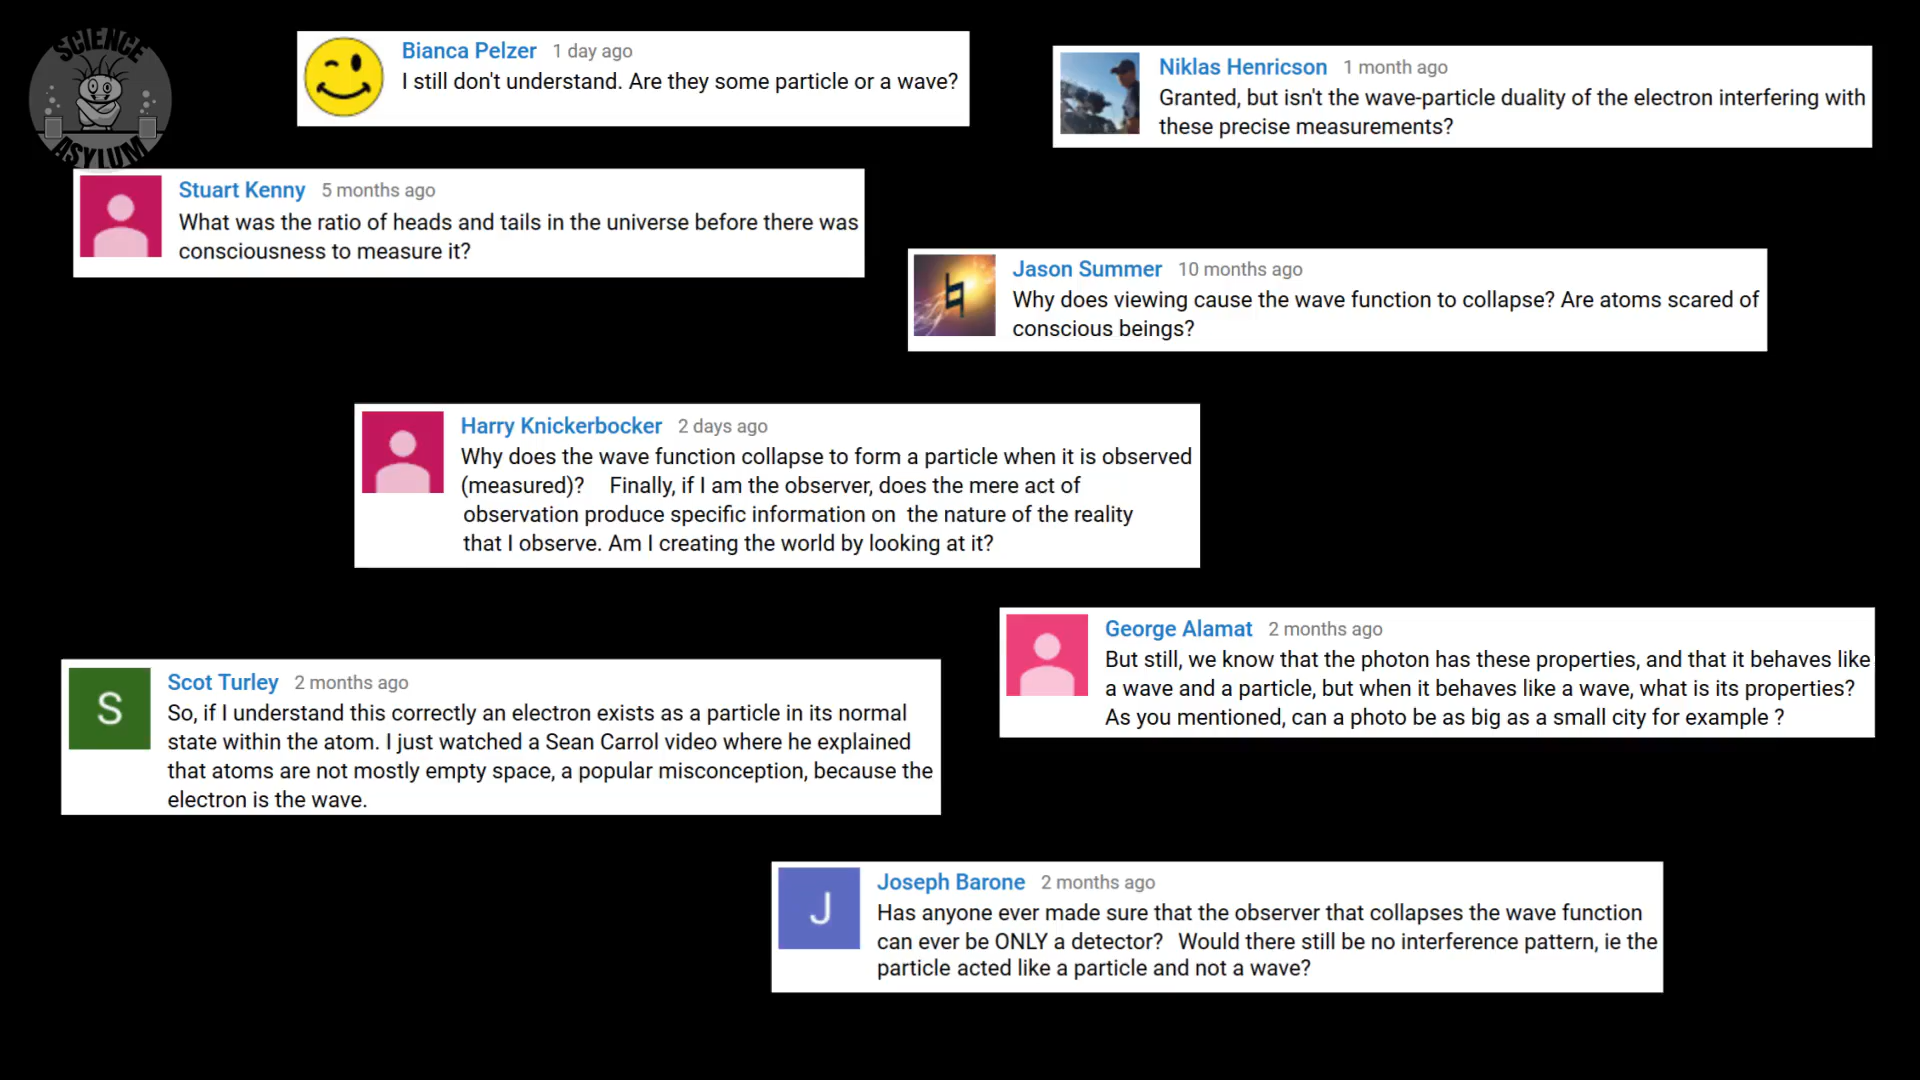 SCIENCE
ASYLUM
Bianca Pelzer 1 day ago
I still don't understand. Are they some particle or a wave?
Niklas Henricson 1 month ago
Granted, but isn't the wave-particle duality of the electron interfering with
these precise measurements?
Stuart Kenny 5 months ago
What was the ratio of heads and tails in the universe before there was
consciousness to measure it?
Jason Summer 10 months ago
Why does viewing cause the wave function to collapse? Are atoms scared of
conscious beings?
Harry Knickerbocker 2 days ago
Why does the wave function collapse to form a particle when it is observed
(measured)? Finally, if I am the observer, does the mere act of
observation produce specific information on the nature of the reality
that I observe. Am I creating the world by looking at it?
George Alamat 2 months ago
But still, we know that the photon has these properties, and that it behaves like
a wave and a particle, but when it behaves like a wave, what is its properties?
As you mentioned, can a photo be as big as a small city for example ?
S
Scot Turley 2 months ago
So, if I understand this correctly an electron exists as a particle in its normal
state within the atom. I just watched a Sean Carrol video where he explained
that atoms are not mostly empty space, a popular misconception, because the
electron is the wave.
J
Joseph Barone 2 months ago
Has anyone ever made sure that the observer that collapses the wave function
can ever be ONLY a detector? Would there still be no interference pattern, ie the
particle acted like a particle and not a wave?